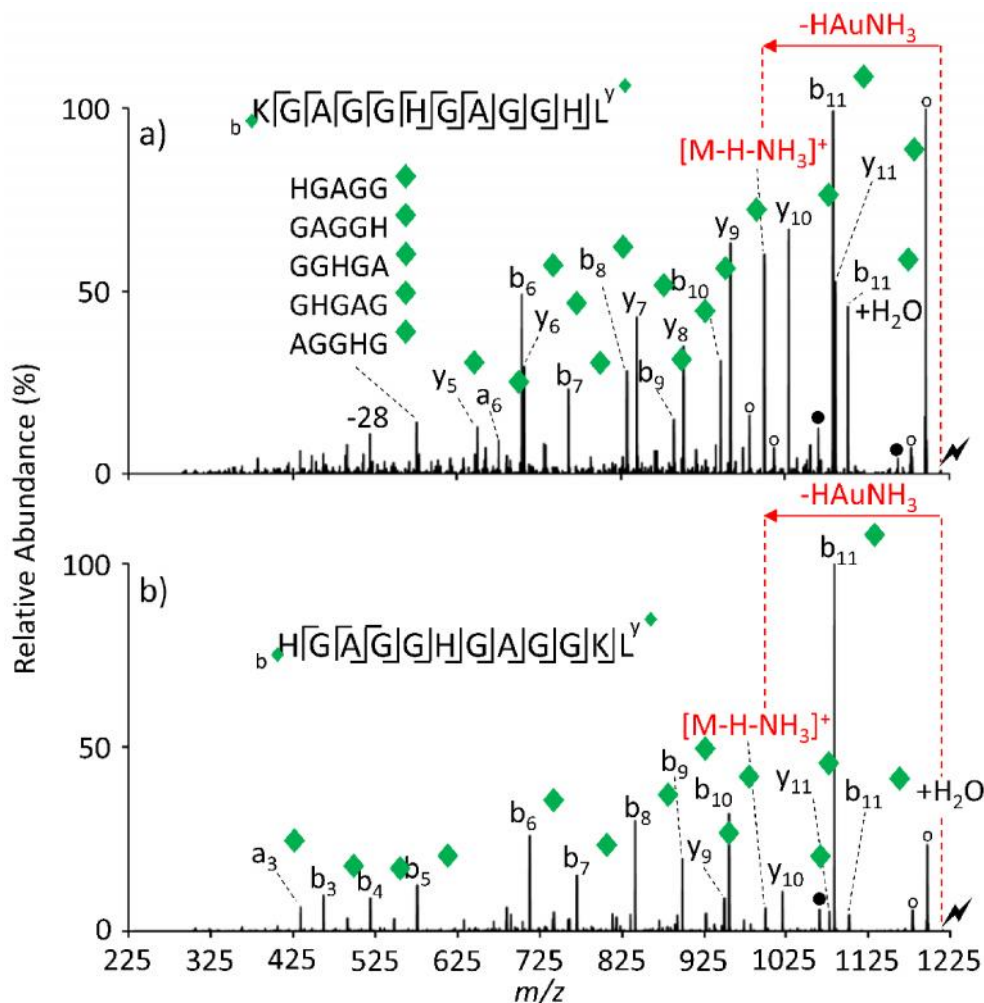 -HAuNH₃
100
a)
b KGAGGHGAGGHL y
b₁₁
[M-H-NH₃]⁺
y₁₁
HGAGG
GAGGH
GGHGA
GHGAG
AGGHG
y₉
y₁₀
b₈
b₁₀
b₁₁
+H₂O
50
b₆
y₇
y₆
y₈
b₇
b₉
y₅
a₆
-28
0
-HAuNH₃
100
b₁₁
b)
b HGAGGHGAGGKL y
[M-H-NH₃]⁺
50
b₉
y₁₁
b₁₀
b₁₁ +H₂O
b₆
b₈
y₉
a₃
b₃
b₄
b₅
b₇
y₁₀
0
225 325 425 525 625 725 825 925 1025 1125 1225
m/z
Relative Abundance (%)